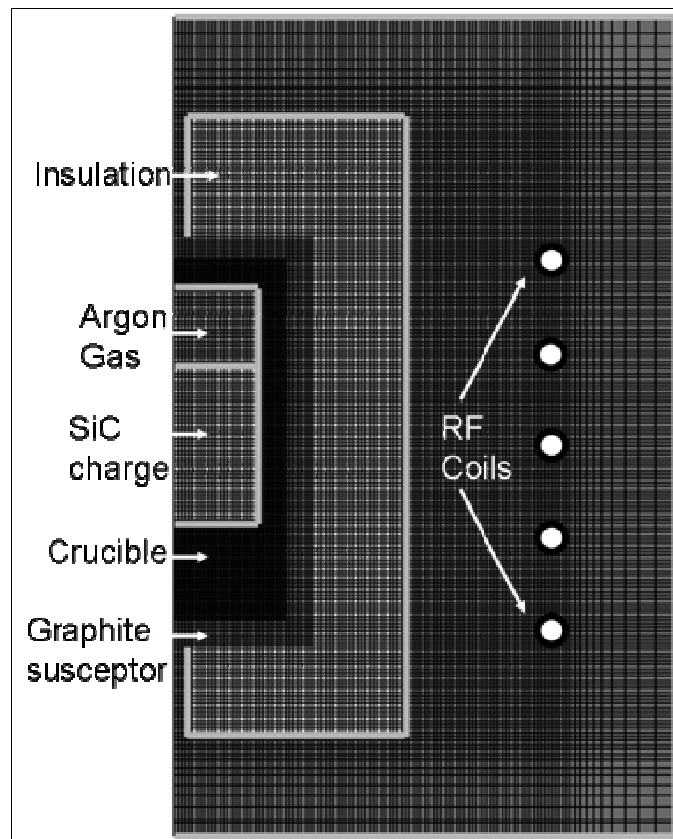 Insulation
Argon
Gas
SiC
charge
RF
Coils
Crucible
Graphite
susceptor